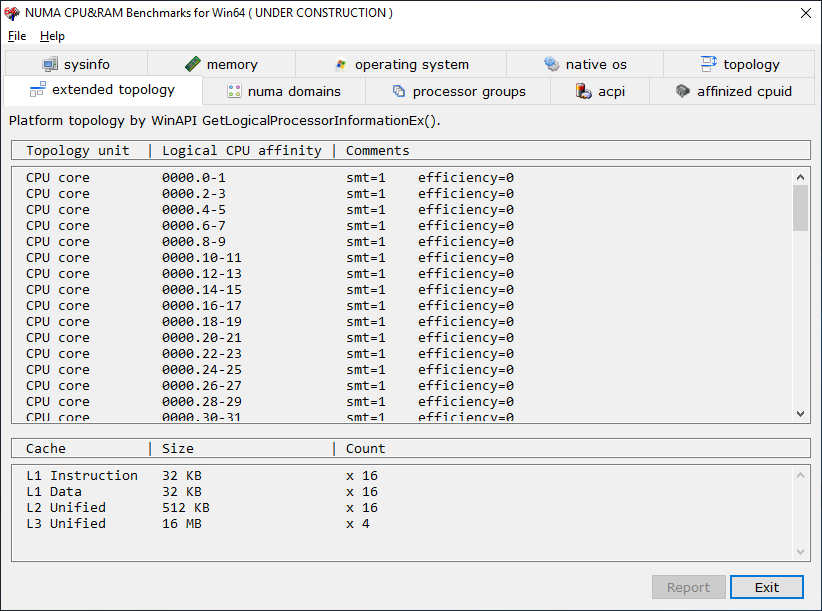 NUMA CPU&RAM Benchmarks for Win64 ( UNDER CONSTRUCTION )
File Help
sysinfo memory operating system native os topology
extended topology numa domains processor groups acpi affinized cpuid
Platform topology by WinAPI GetLogicalProcessorInformationEx().
Topology unit | Logical CPU affinity | Comments
CPU core 0000.0-1 smt=1 efficiency=0
CPU core 0000.2-3 smt=1 efficiency=0
CPU core 0000.4-5 smt=1 efficiency=0
CPU core 0000.6-7 smt=1 efficiency=0
CPU core 0000.8-9 smt=1 efficiency=0
CPU core 0000.10-11 smt=1 efficiency=0
CPU core 0000.12-13 smt=1 efficiency=0
CPU core 0000.14-15 smt=1 efficiency=0
CPU core 0000.16-17 smt=1 efficiency=0
CPU core 0000.18-19 smt=1 efficiency=0
CPU core 0000.20-21 smt=1 efficiency=0
CPU core 0000.22-23 smt=1 efficiency=0
CPU core 0000.24-25 smt=1 efficiency=0
CPU core 0000.26-27 smt=1 efficiency=0
CPU core 0000.28-29 smt=1 efficiency=0
CPU core 0000.30-31 smt=1 efficiency=0
Cache | Size | Count
L1 Instruction 32 KB x 16
L1 Data 32 KB x 16
L2 Unified 512 KB x 16
L3 Unified 16 MB x 4
Report Exit